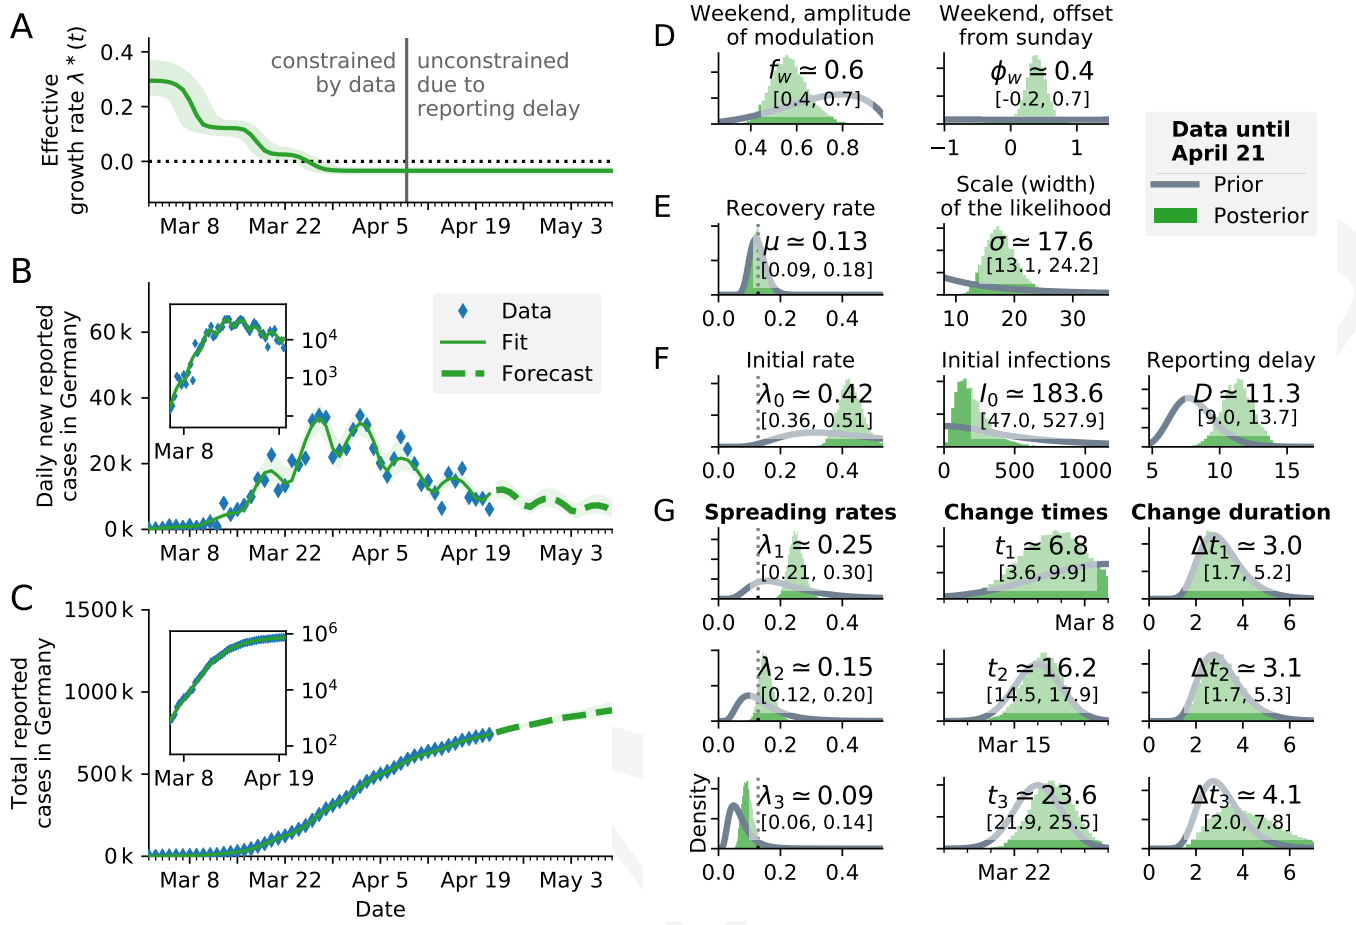 A
Effective
growth rate λ * (t)
0.4
0.2
0.0
constrained
by data
unconstrained
due to
reporting delay
Mar 8
Mar 22
Apr 5
Apr 19
May 3
B
Daily new reported
cases in Germany
60 k
40 k
20 k
0 k
10⁴
10³
Mar 8
Data
Fit
Forecast
Mar 8
Mar 22
Apr 5
Apr 19
May 3
C
Total reported
cases in Germany
1500 k
1000 k
500 k
0 k
10⁶
10⁴
10²
Mar 8
Apr 19
Mar 8
Mar 22
Apr 5
Apr 19
May 3
Date
D
Weekend, amplitude
of modulation
f_w ≃ 0.6
[0.4, 0.7]
0.4 0.6 0.8
Weekend, offset
from sunday
ϕ_w ≃ 0.4
[-0.2, 0.7]
−1 0 1
Data until
April 21
Prior
Posterior
E
Recovery rate
μ ≃ 0.13
[0.09, 0.18]
0.0 0.2 0.4
Scale (width)
of the likelihood
σ ≃ 17.6
[13.1, 24.2]
10 20 30
F
Initial rate
λ₀ ≃ 0.42
[0.36, 0.51]
Initial infections
I₀ ≃ 183.6
[47.0, 527.9]
0 500 1000
Reporting delay
D ≃ 11.3
[9.0, 13.7]
5 10 15
G
Spreading rates
Change times
Change duration
λ₁ ≃ 0.25
[0.21, 0.30]
0.0 0.2 0.4
t₁ ≃ 6.8
[3.6, 9.9]
Mar 8
Δt₁ ≃ 3.0
[1.7, 5.2]
0 2 4 6
λ₂ ≃ 0.15
[0.12, 0.20]
0.0 0.2 0.4
t₂ ≃ 16.2
[14.5, 17.9]
Mar 15
Δt₂ ≃ 3.1
[1.7, 5.3]
0 2 4 6
Density
λ₃ ≃ 0.09
[0.06, 0.14]
0.0 0.2 0.4
t₃ ≃ 23.6
[21.9, 25.5]
Mar 22
Δt₃ ≃ 4.1
[2.0, 7.8]
0 2 4 6